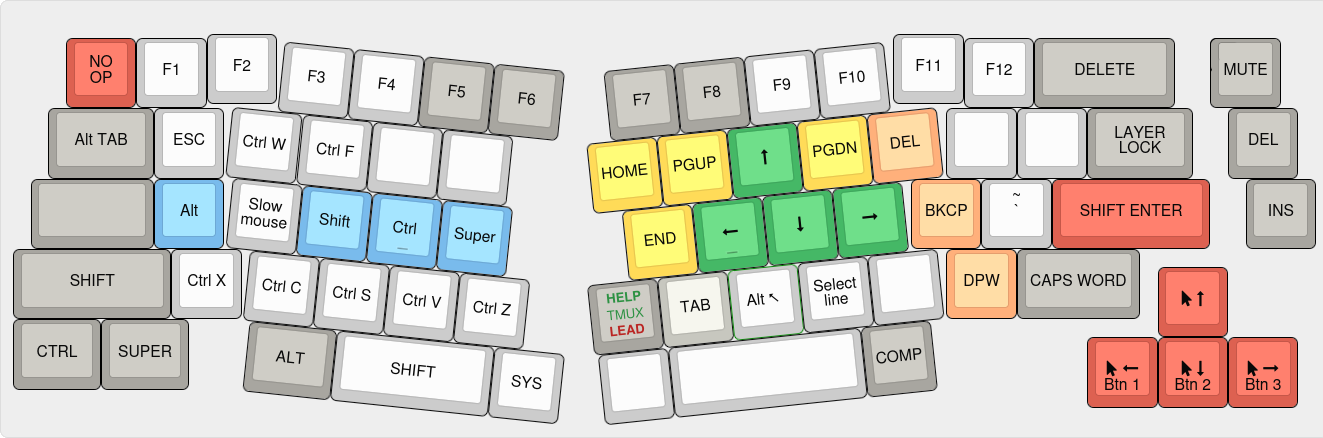 NO
OP
F1
F2
F3
F4
F5
F6
F7
F8
F9
F10
F11
F12
DELETE
MUTE
Alt TAB
ESC
Ctrl W
Ctrl F
HOME
PGUP
↑
PGDN
DEL
LAYER
LOCK
DEL
Alt
Slow
mouse
Shift
Ctrl
_
Super
END
←
_
↓
→
BKCP
~
`
SHIFT ENTER
INS
SHIFT
Ctrl X
Ctrl C
Ctrl S
Ctrl V
Ctrl Z
HELP
TMUX
LEAD
TAB
Alt ↖
Select
line
DPW
CAPS WORD
↑
CTRL
SUPER
ALT
SHIFT
SYS
COMP
←
Btn 1
↓
Btn 2
→
Btn 3